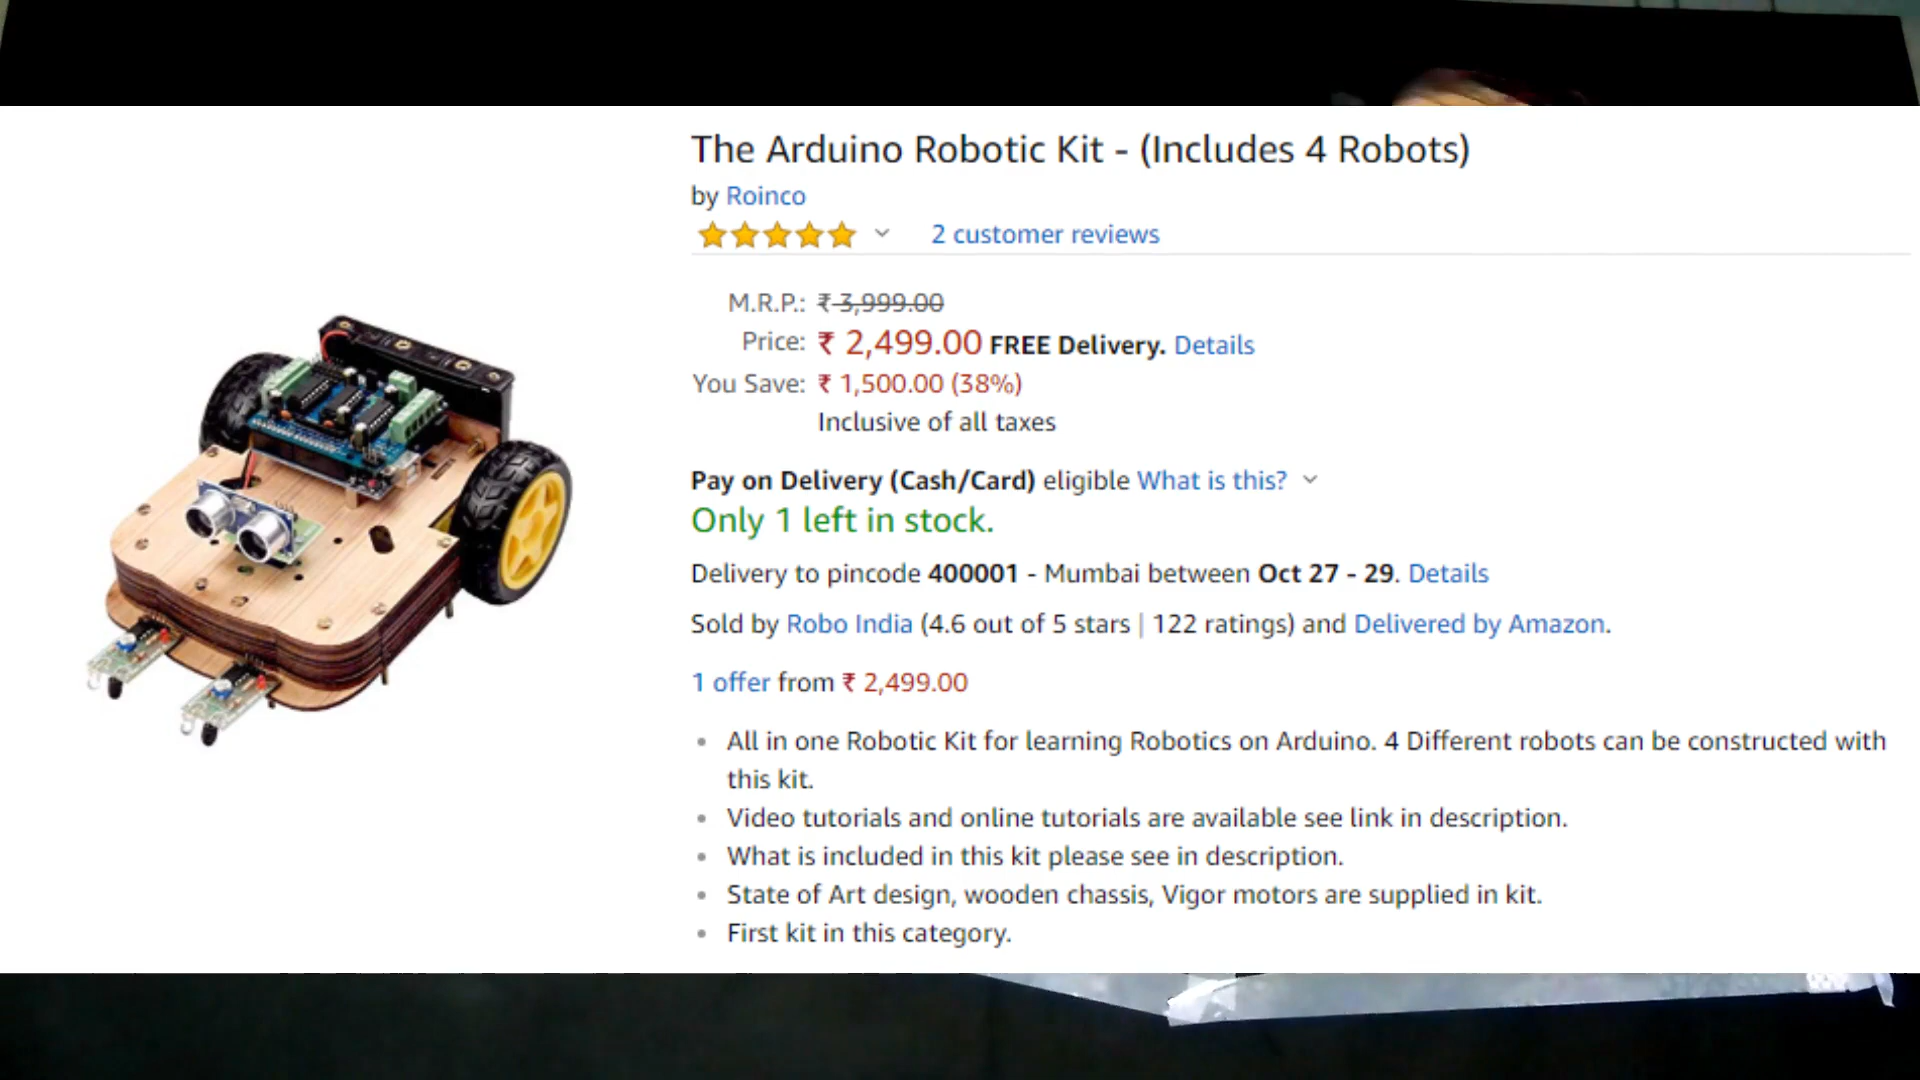 The Arduino Robotic Kit - (Includes 4 Robots)
by Roinco
2 customer reviews
M.R.P.: ₹ 3,999.00
Price: ₹ 2,499.00 FREE Delivery. Details
You Save: ₹ 1,500.00 (38%)
Inclusive of all taxes
Pay on Delivery (Cash/Card) eligible What is this?
Only 1 left in stock.
Delivery to pincode 400001 - Mumbai between Oct 27 - 29. Details
Sold by Robo India (4.6 out of 5 stars | 122 ratings) and Delivered by Amazon.
1 offer from ₹ 2,499.00
• All in one Robotic Kit for learning Robotics on Arduino. 4 Different robots can be constructed with
this kit.
• Video tutorials and online tutorials are available see link in description.
• What is included in this kit please see in description.
• State of Art design, wooden chassis, Vigor motors are supplied in kit.
• First kit in this category.